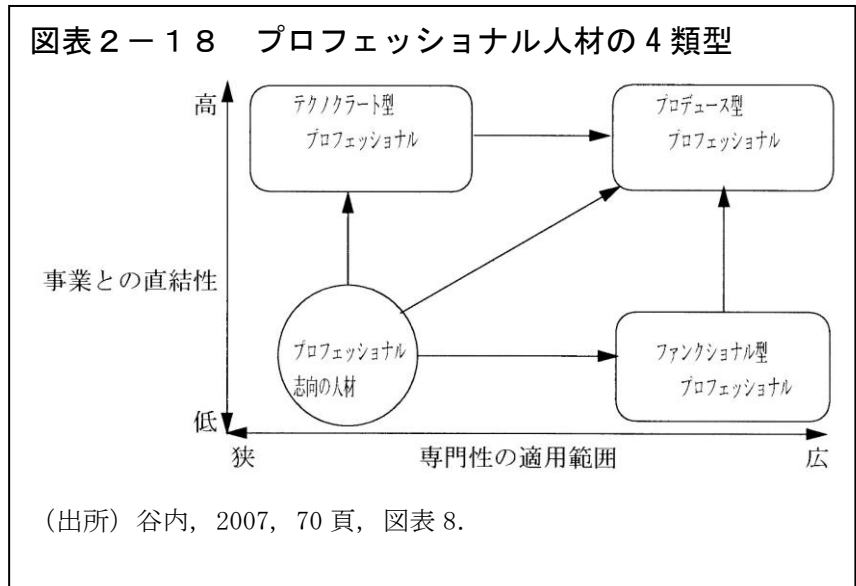 図表２－１８　プロフェッショナル人材の４類型
高
テクノクラート型
プロフェッショナル
プロデュース型
プロフェッショナル
事業との直結性
プロフェッショナル
志向の人材
ファンクショナル型
プロフェッショナル
低
狭
専門性の適用範囲
広
（出所）谷内，2007，70 頁，図表 8．